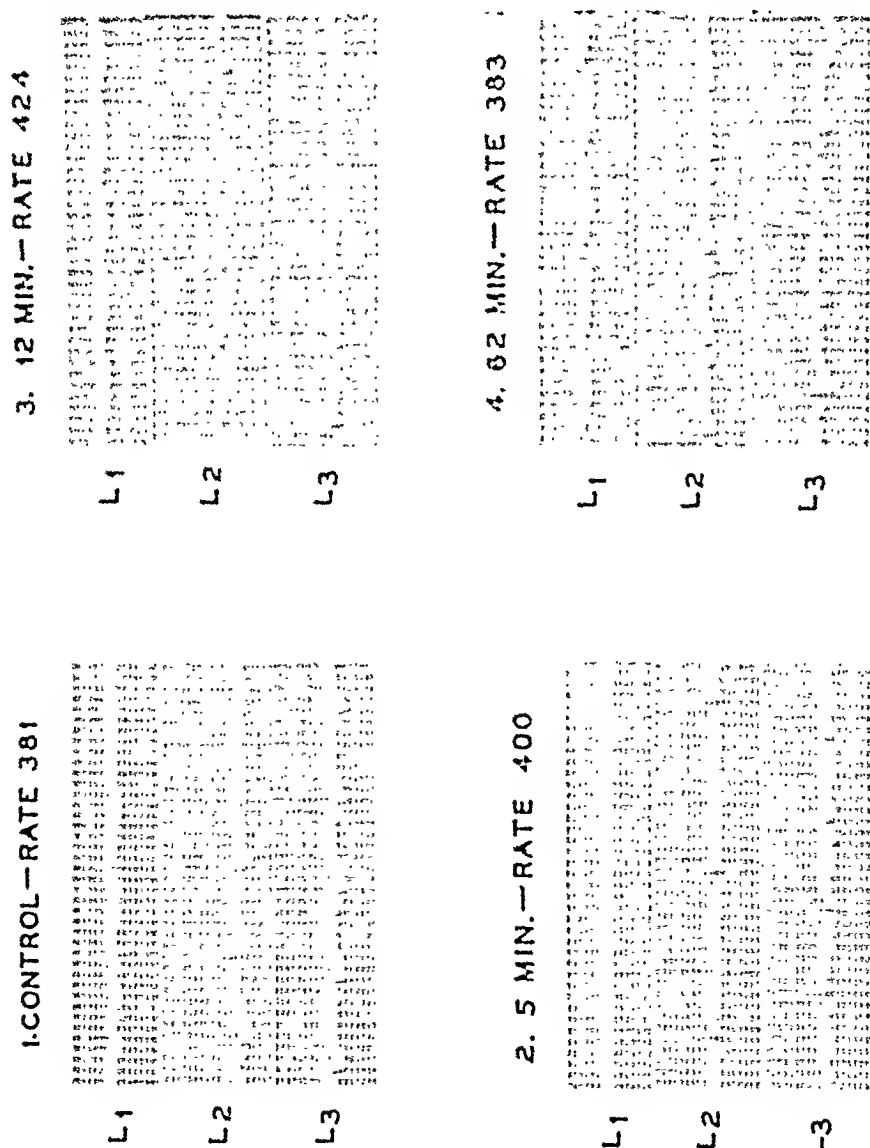 1.CONTROL—RATE 381
L1
L2
L3
2. 5 MIN.—RATE 400
L1
L2
L3
3. 12 MIN.—RATE 424
L1
L2
L3
4. 62 MIN.—RATE 383
L1
L2
L3